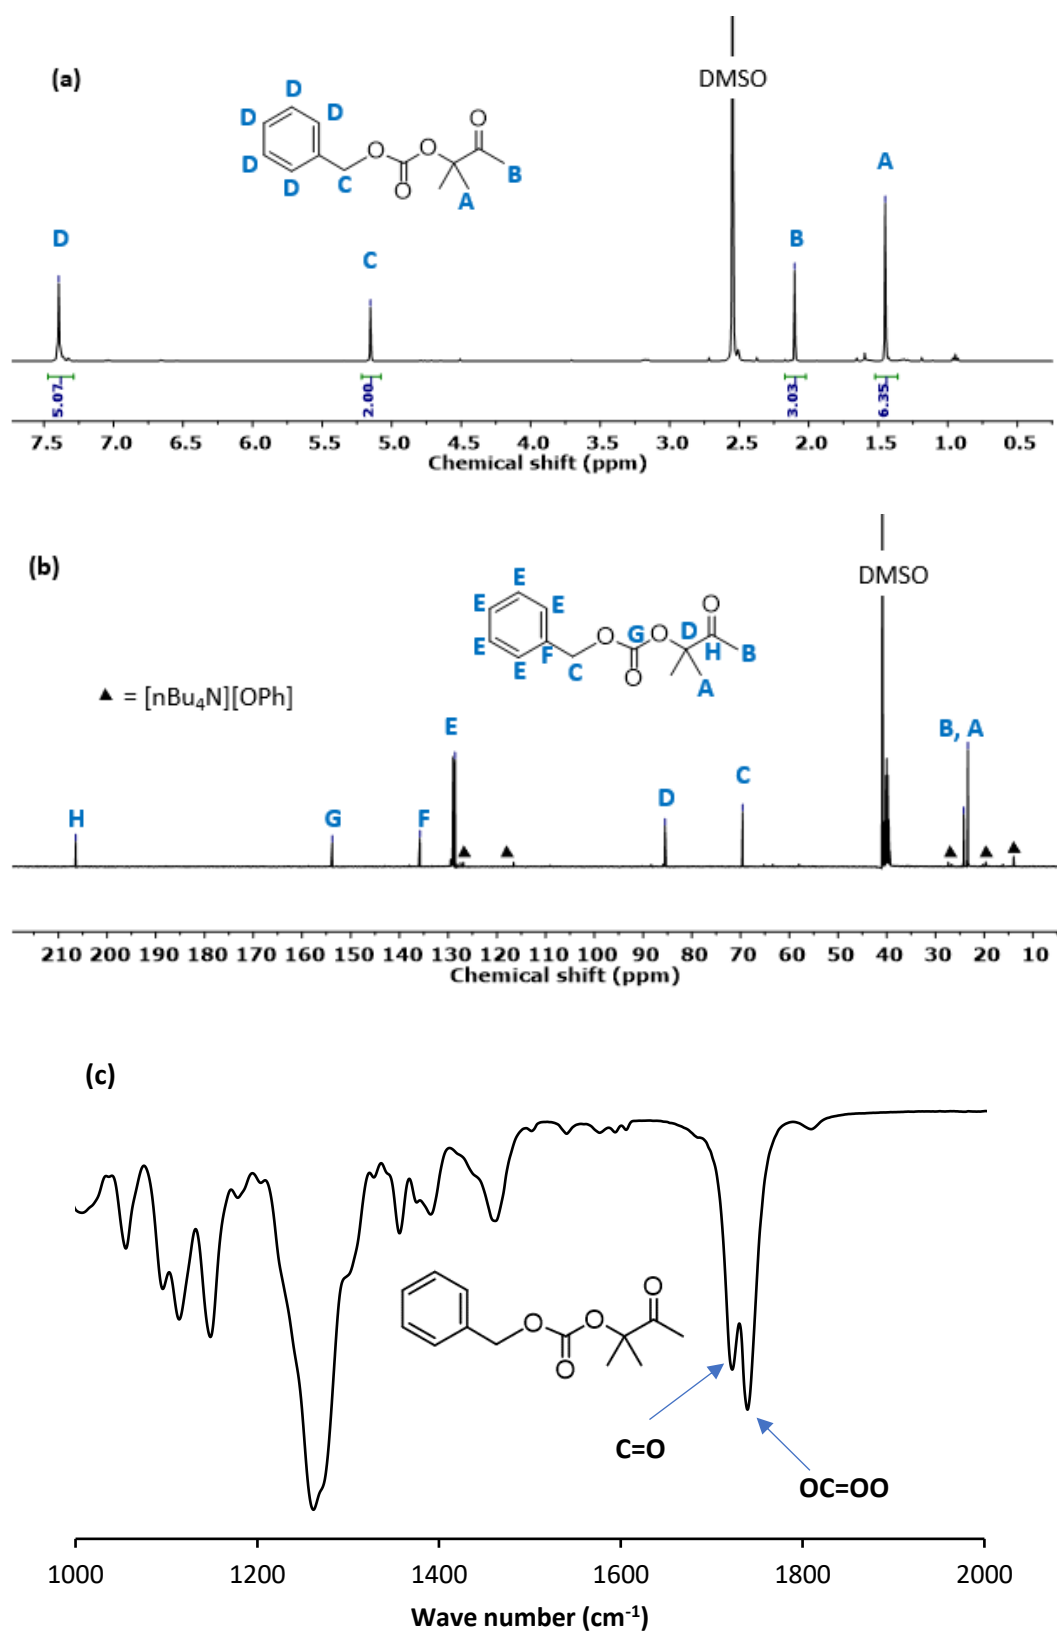 (a)
DMSO
D
D
D
D
D
C
O
O
O
O
A
B
D
C
B
A
5.07
2.00
3.03
6.35
7.5 7.0 6.5 6.0 5.5 5.0 4.5 4.0 3.5 3.0 2.5 2.0 1.5 1.0 0.5
Chemical shift (ppm)
(b)
DMSO
E
E
E
E
E
F
C
O
G
O
O
D
O
H
B
A
▲ = [nBu₄N][OPh]
H
G
F
E
D
C
B, A
210 200 190 180 170 160 150 140 130 120 110 100 90 80 70 60 50 40 30 20 10
Chemical shift (ppm)
(c)
O
O
O
O
C=O
OC=OO
1000 1200 1400 1600 1800 2000
Wave number (cm⁻¹)